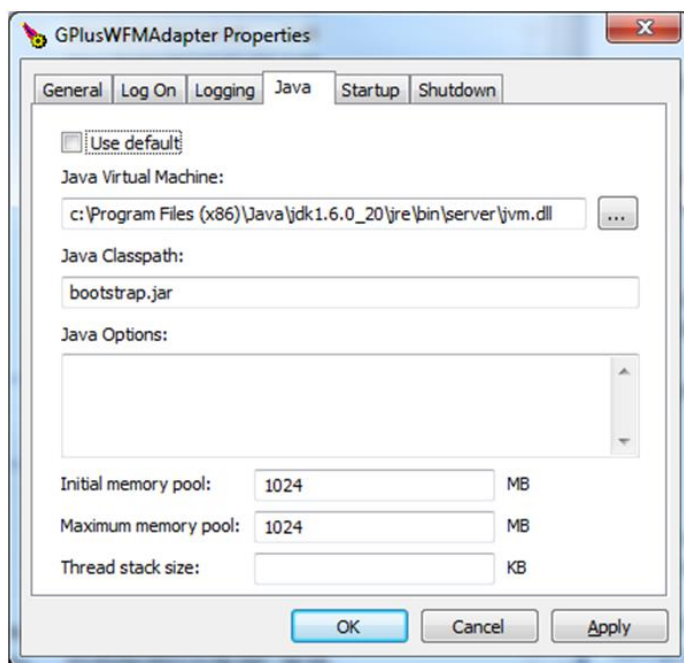 GPlusWFMAdapter Properties
General Log On Logging Java Startup Shutdown
Use default
Java Virtual Machine:
c:\Program Files (x86)\Java\jdk1.6.0_20\jre\bin\server\jvm.dll ...
Java Classpath:
bootstrap.jar
Java Options:
Initial memory pool: 1024 MB
Maximum memory pool: 1024 MB
Thread stack size: KB
OK Cancel Apply